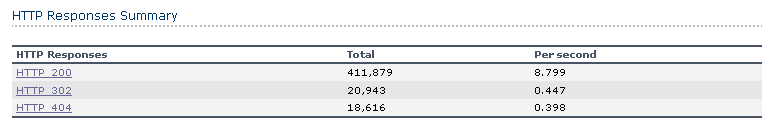 HTTP Responses Summary
HTTP Responses Total Per second
HTTP_200 411,879 8.799
HTTP_302 20,943 0.447
HTTP_404 18,616 0.398